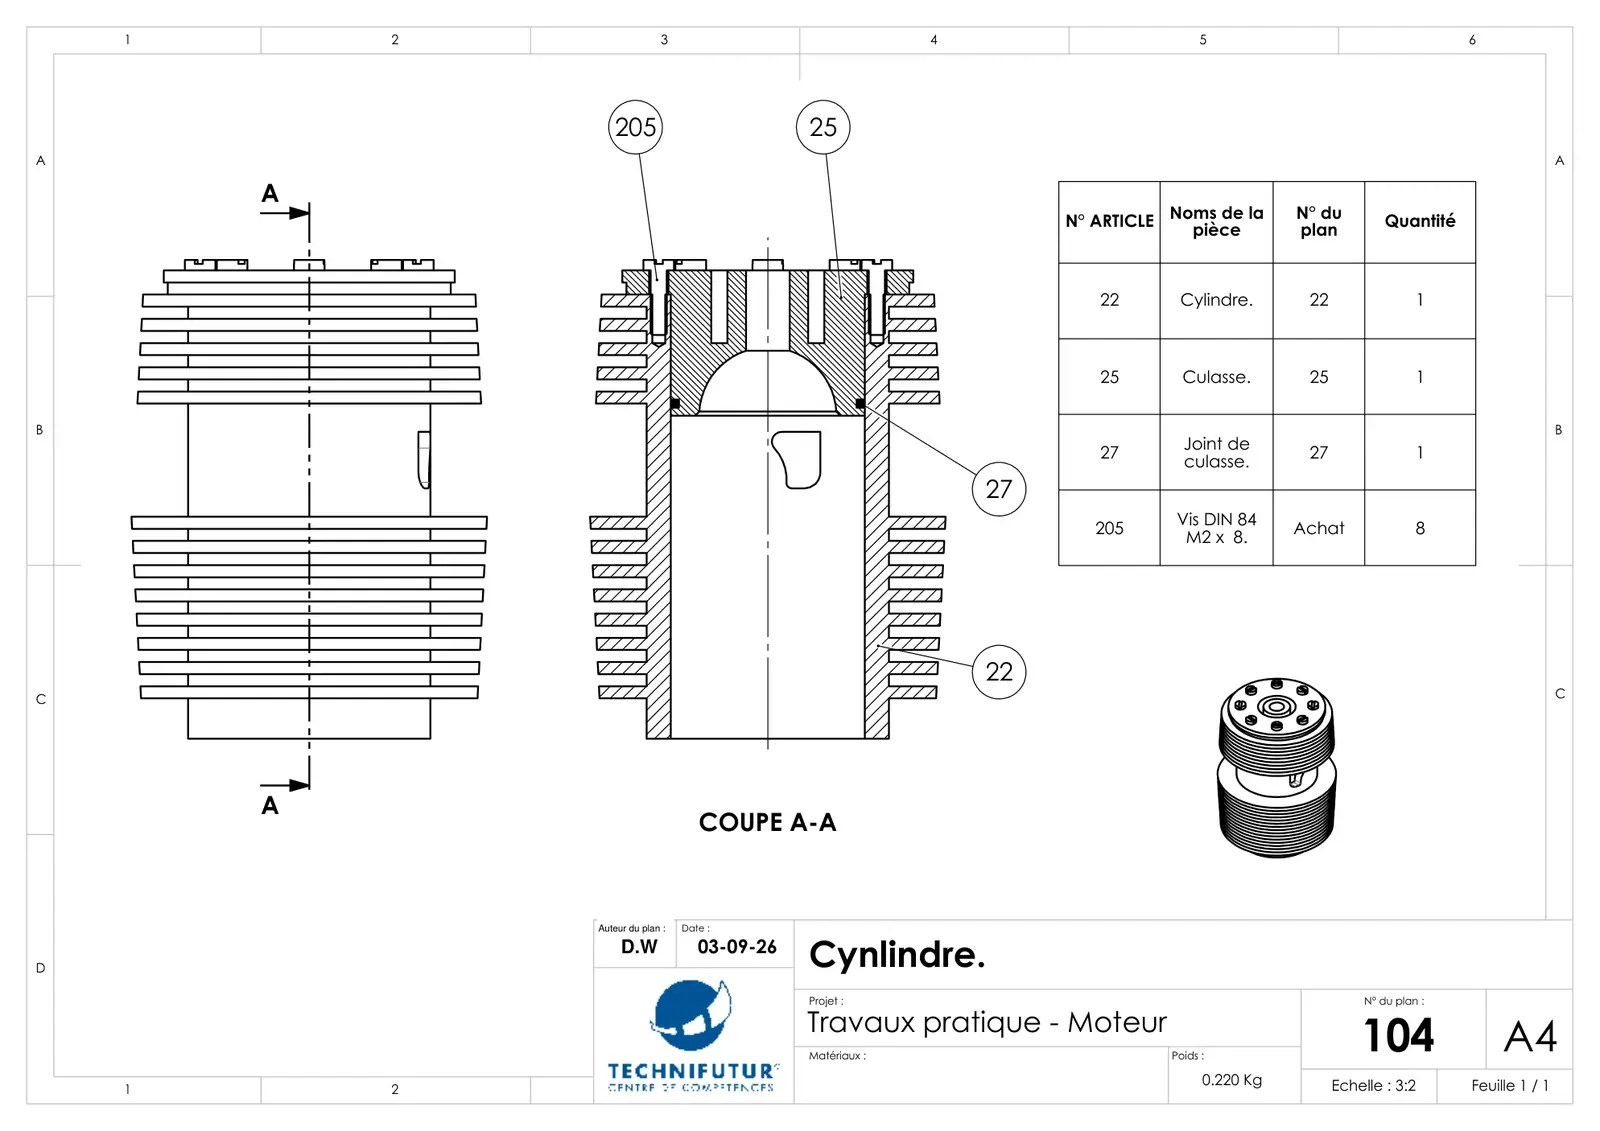 1 2 3 4 5 6
A A
B B
C C
D
205 25
A
A
27
22
COUPE A-A
N° ARTICLE Noms de la pièce N° du plan Quantité
22 Cylindre. 22 1
25 Culasse. 25 1
27 Joint de culasse. 27 1
205 Vis DIN 84 M2 x 8. Achat 8
Auteur du plan :
D.W
Date :
03-09-26
Cynlindre.
Projet :
Travaux pratique - Moteur
N° du plan :
104
A4
Matériaux :
Poids :
0.220 Kg
Echelle : 3:2
Feuille 1 / 1
TECHNIFUTUR
CENTRE DE COMPETENCES
1 2